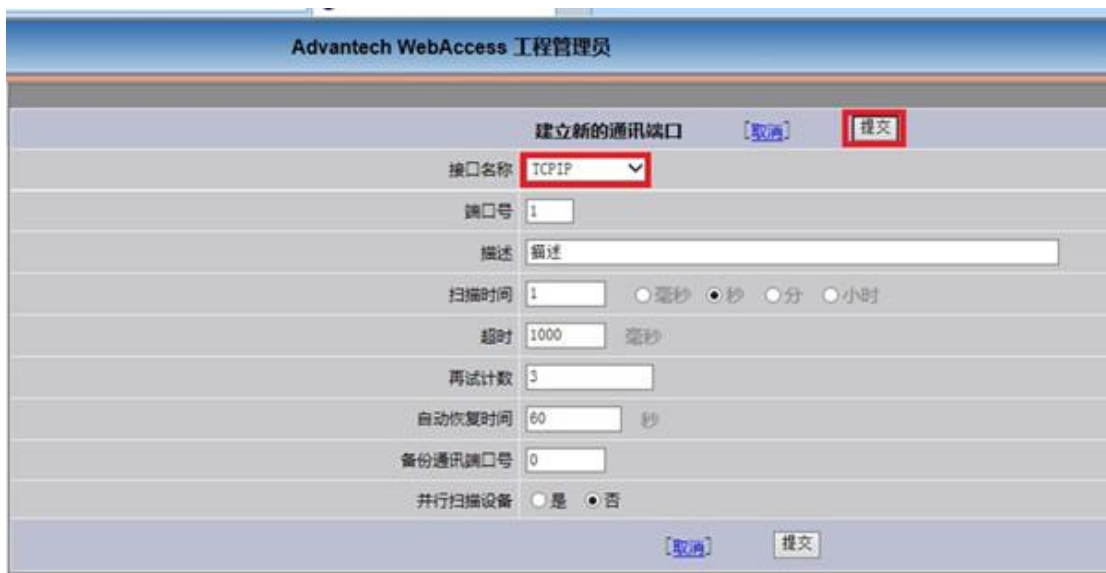 Advantech WebAccess 工程管理员
建立新的通讯端口 [取消] 提交
接口名称 TCPIP
端口号 1
描述 描述
扫描时间 1 毫秒 秒 分 小时
超时 1000 毫秒
再试计数 3
自动恢复时间 60 秒
备份通讯端口号 0
并行扫描设备 是 否
[取消] 提交